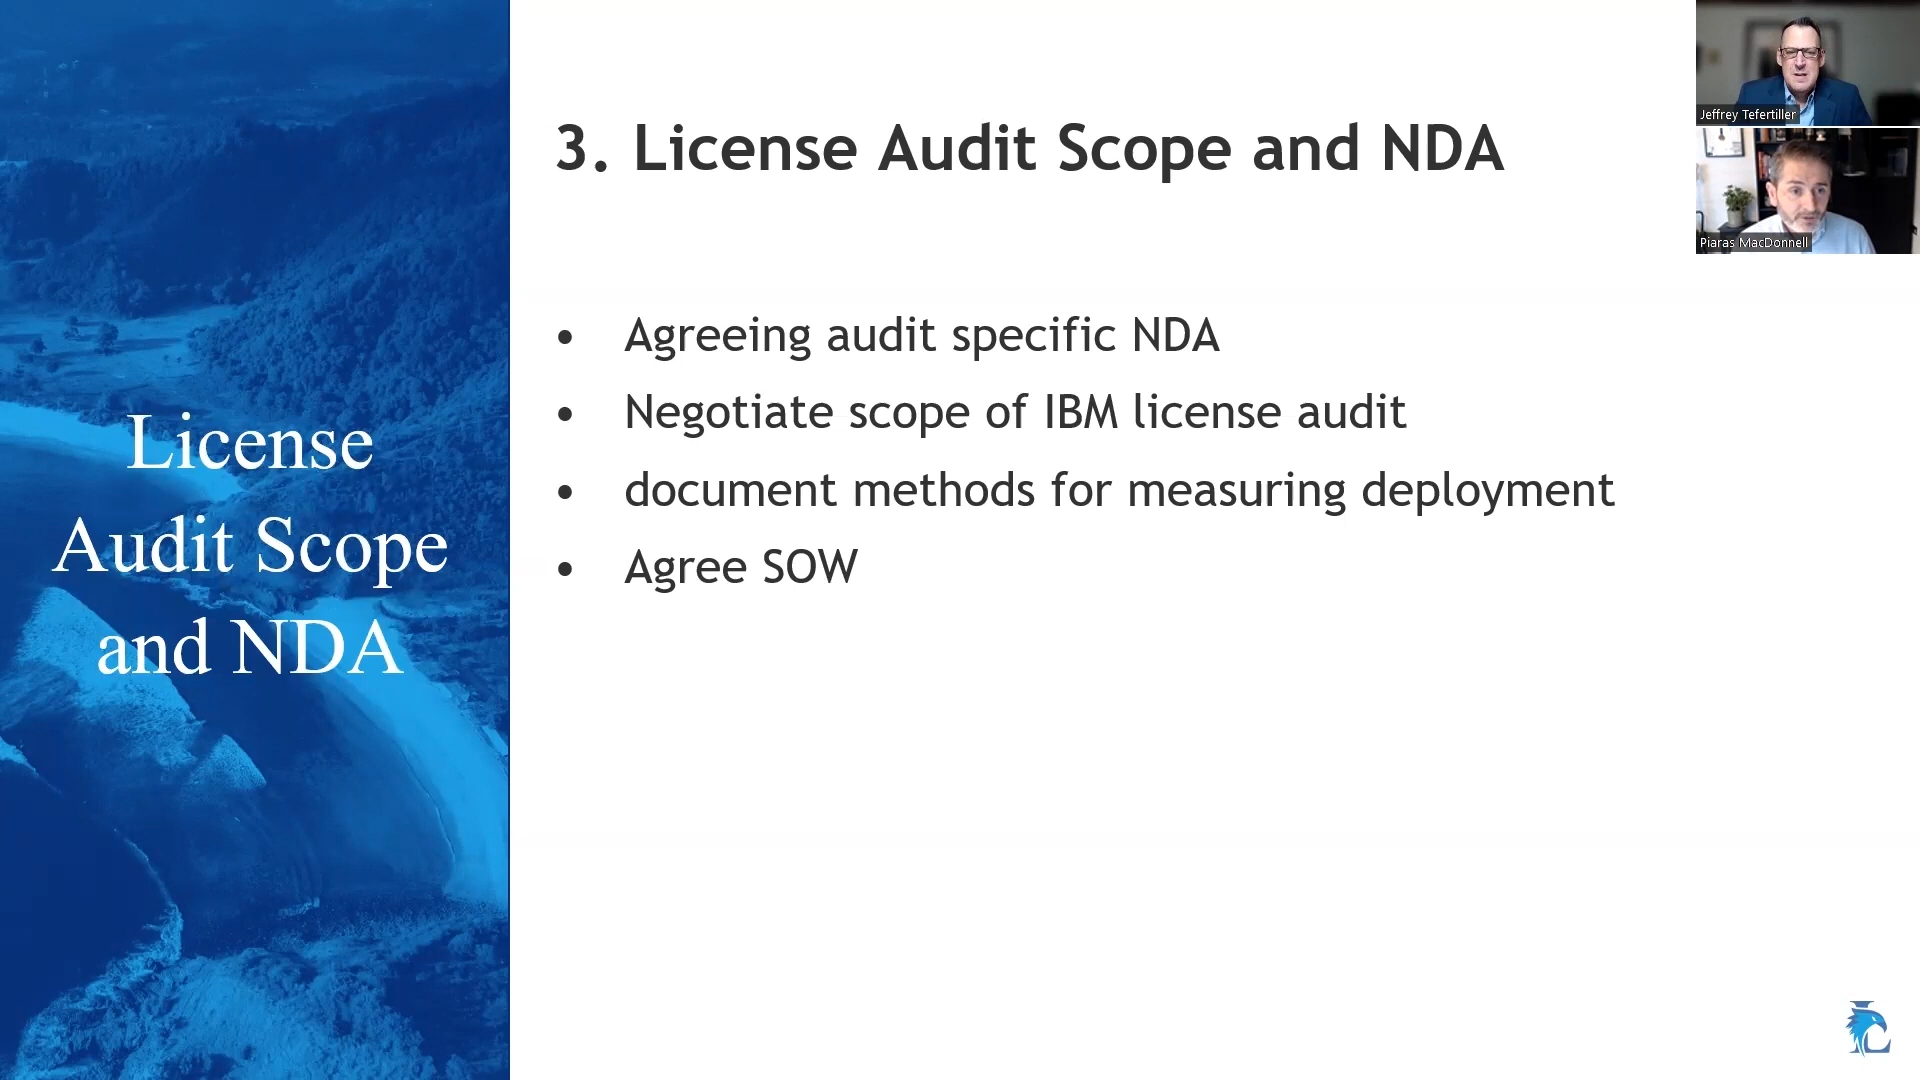 License
Audit Scope
and NDA
3. License Audit Scope and NDA
• Agreeing audit specific NDA
• Negotiate scope of IBM license audit
• document methods for measuring deployment
• Agree SOW
Jeffrey Tefertiller
Piaras MacDonnell